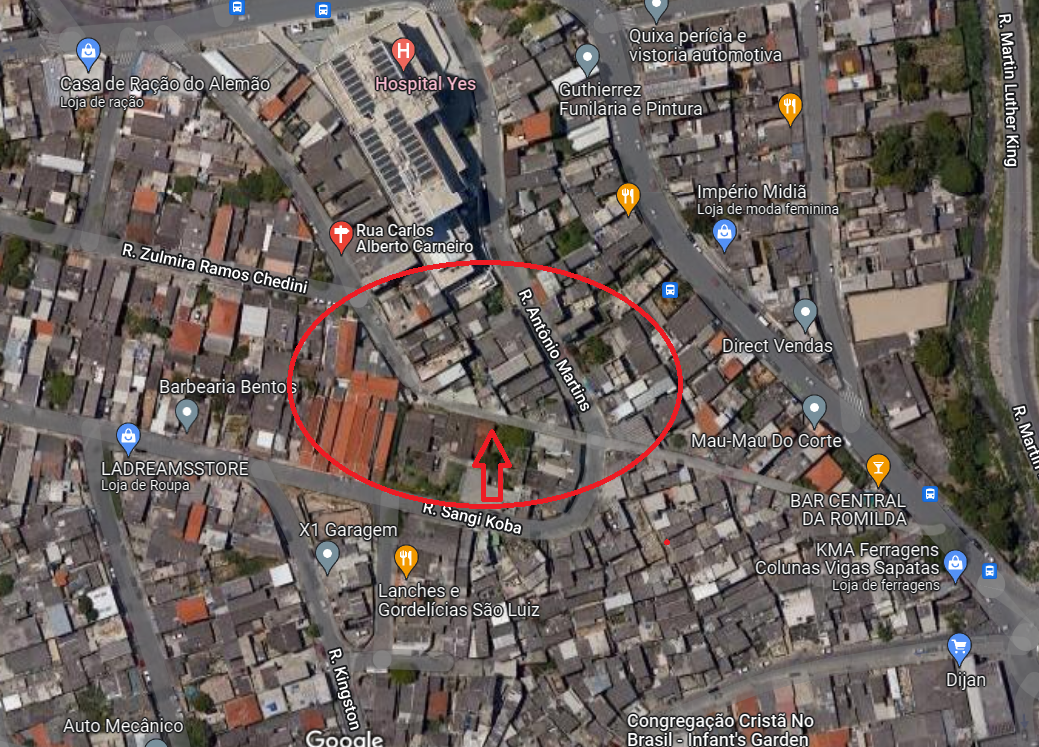 Quixa perícia e
vistoria automotiva
Casa de Ração do Alemão
Loja de ração
H
Hospital Yes
Guthierrez
Funilaria e Pintura
R. Martin Luther King
Império Midiã
Loja de moda feminina
Rua Carlos
Alberto Carneiro
R. Zulmira Ramos Chedini
R. Antônio Martins
Direct Vendas
Barbearia Bento's
Mau-Mau Do Corte
R. Martin
LADREAMSSTORE
Loja de Roupa
BAR CENTRAL
DA ROMILDA
R. Sangi Koba
X1 Garagem
KMA Ferragens
Colunas Vigas Sapatas
Loja de ferragens
Lanches e
Gordelícias São Luiz
R. Kingston
Dijan
Auto Mecânico
Congregação Cristã No
Brasil - Infant's Garden
Google